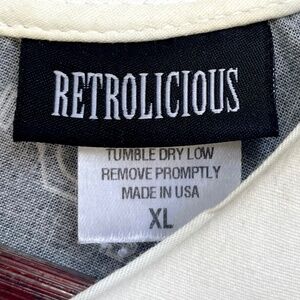 RETROLICIOUS
TUMBLE DRY LOW
REMOVE PROMPTLY
MADE IN USA
XL